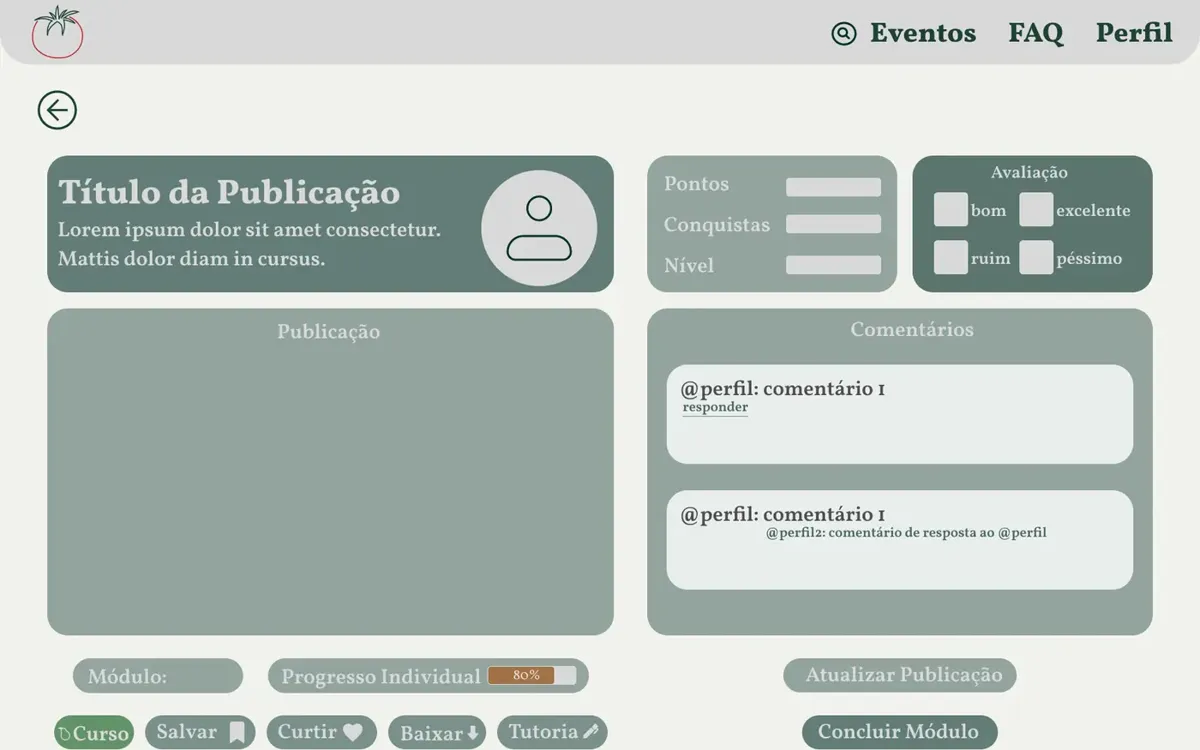 Eventos FAQ Perfil
Título da Publicação
Lorem ipsum dolor sit amet consectetur.
Mattis dolor diam in cursus.
Pontos
Conquistas
Nível
Avaliação
bom excelente
ruim péssimo
Publicação
Comentários
@perfil: comentário 1
responder
@perfil: comentário 1
@perfil2: comentário de resposta ao @perfil
Módulo:
Progresso Individual 80%
Atualizar Publicação
Curso
Salvar
Curtir
Baixar
Tutoria
Concluir Módulo